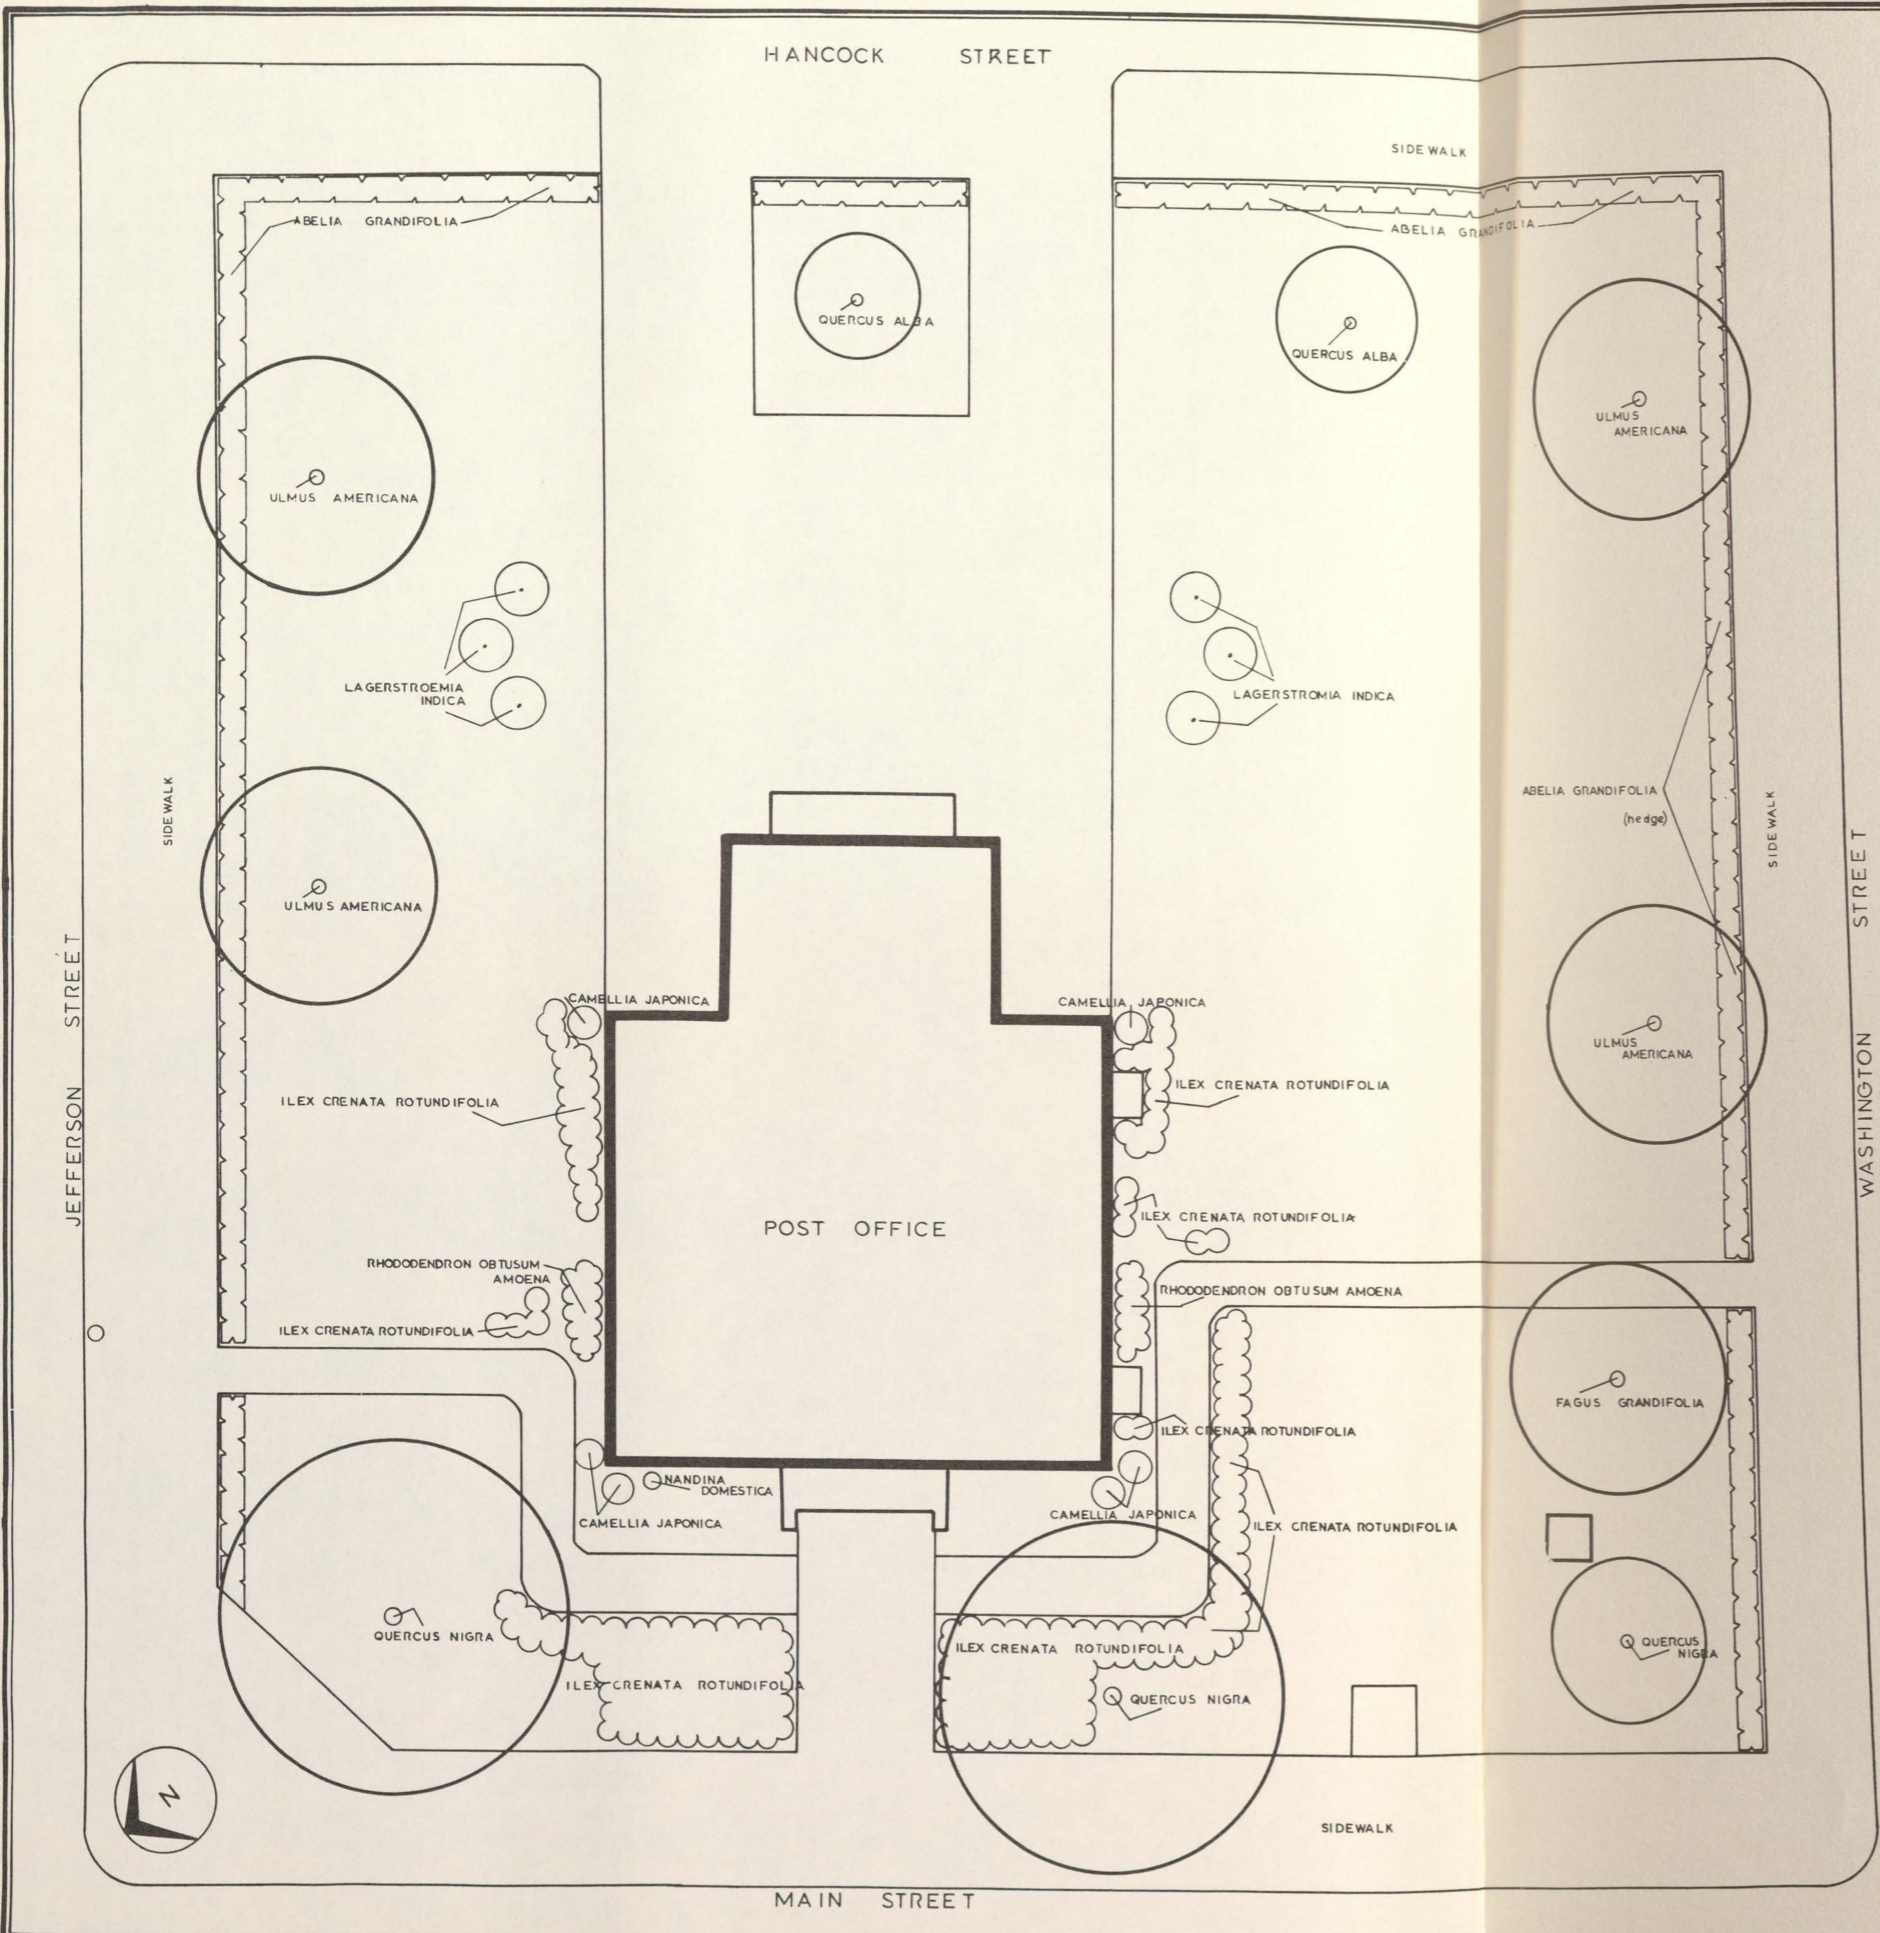 HANCOCK STREET
SIDEWALK
ABELIA GRANDIFOLIA
ABELIA GRANDIFOLIA
QUERCUS ALBA
QUERCUS ALBA
ULMUS
AMERICANA
ULMUS AMERICANA
LAGERSTROEMIA
INDICA
LAGERSTROMIA INDICA
SIDEWALK
ABELIA GRANDIFOLIA
(hedge)
SIDEWALK
JEFFERSON STREET
WASHINGTON STREET
ULMUS AMERICANA
CAMELLIA JAPONICA
CAMELLIA JAPONICA
ULMUS
AMERICANA
ILEX CRENATA ROTUNDIFOLIA
ILEX CRENATA ROTUNDIFOLIA
POST OFFICE
ILEX CRENATA ROTUNDIFOLIA
RHODODENDRON OBTUSUM
AMOENA
RHODODENDRON OBTUSUM AMOENA
ILEX CRENATA ROTUNDIFOLIA
FAGUS GRANDIFOLIA
ILEX CRENATA ROTUNDIFOLIA
NANDINA
DOMESTICA
CAMELLIA JAPONICA
CAMELLIA JAPONICA
ILEX CRENATA ROTUNDIFOLIA
QUERCUS NIGRA
ILEX CRENATA ROTUNDIFOLIA
QUERCUS
NIGRA
ILEX CRENATA ROTUNDIFOLIA
QUERCUS NIGRA
N
SIDEWALK
MAIN STREET